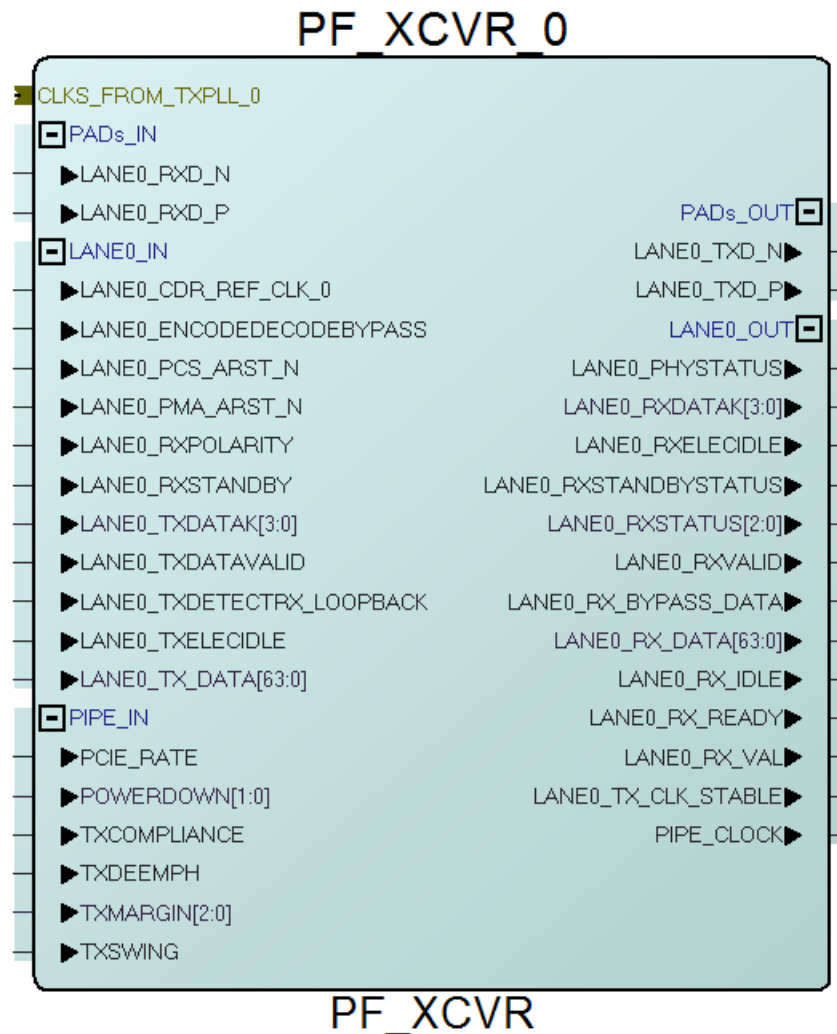 PF_XCVR_0
CLKS_FROM_TXPLL_0
PADs_IN
LANE0_RXD_N
LANE0_RXD_P
LANE0_IN
LANE0_CDR_REF_CLK_0
LANE0_ENCODEDECODEBYPASS
LANE0_PCS_ARST_N
LANE0_PMA_ARST_N
LANE0_RXPOLARITY
LANE0_RXSTANDBY
LANE0_TXDATAK[3:0]
LANE0_TXDATAVALID
LANE0_TXDETECTRX_LOOPBACK
LANE0_TXELECIDLE
LANE0_TX_DATA[63:0]
PIPE_IN
PCIE_RATE
POWERDOWN[1:0]
TXCOMPLIANCE
TXDEEMPH
TXMARGIN[2:0]
TXSWING
PADs_OUT
LANE0_TXD_N
LANE0_TXD_P
LANE0_OUT
LANE0_PHYSTATUS
LANE0_RXDATAK[3:0]
LANE0_RXELECIDLE
LANE0_RXSTANDBYSTATUS
LANE0_RXSTATUS[2:0]
LANE0_RXVALID
LANE0_RX_BYPASS_DATA
LANE0_RX_DATA[63:0]
LANE0_RX_IDLE
LANE0_RX_READY
LANE0_RX_VAL
LANE0_TX_CLK_STABLE
PIPE_CLOCK
PF_XCVR